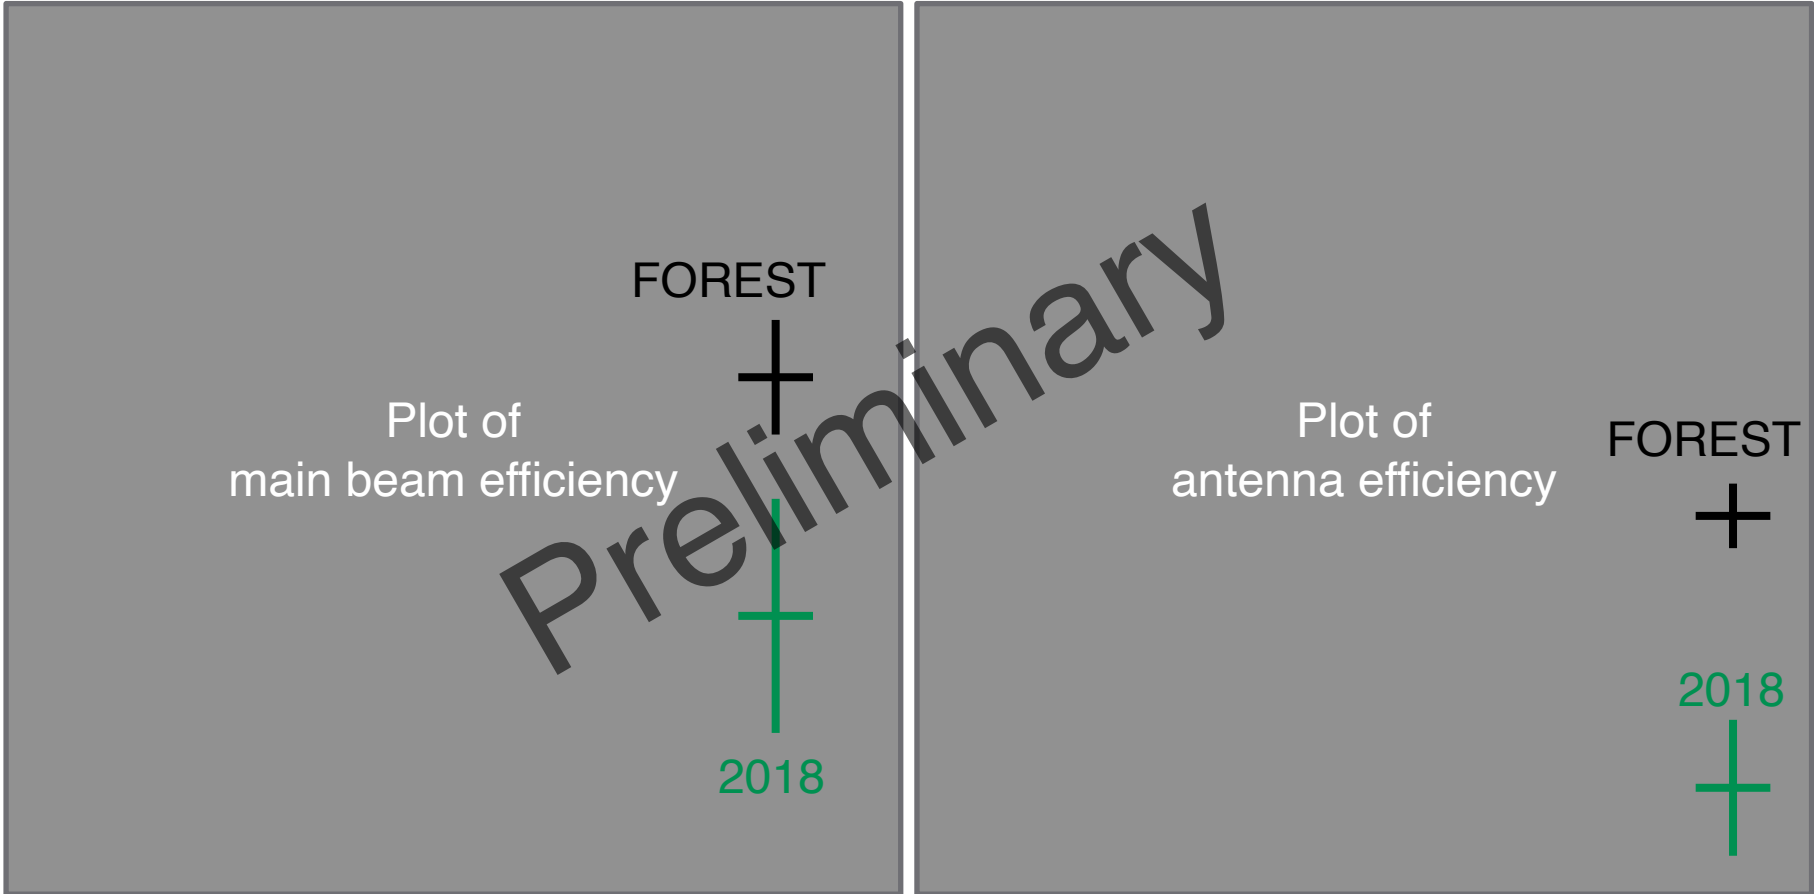 FOREST
Plot of
main beam efficiency
2018
Preliminary
Plot of
antenna efficiency
FOREST
2018